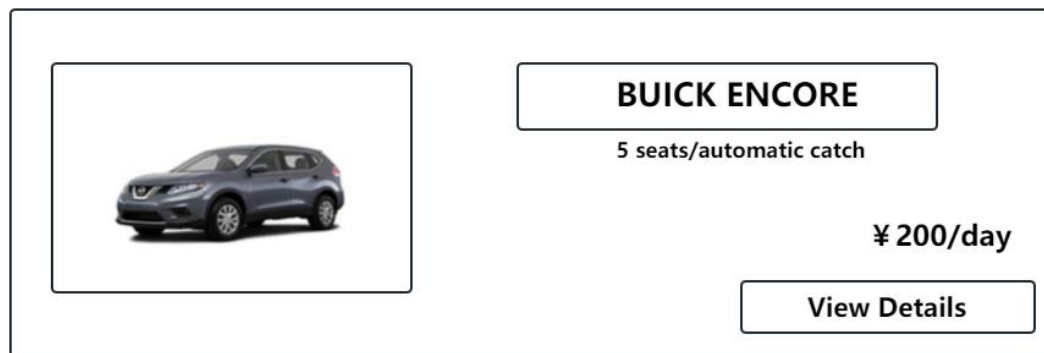 BUICK ENCORE
5 seats/automatic catch
¥200/day
View Details